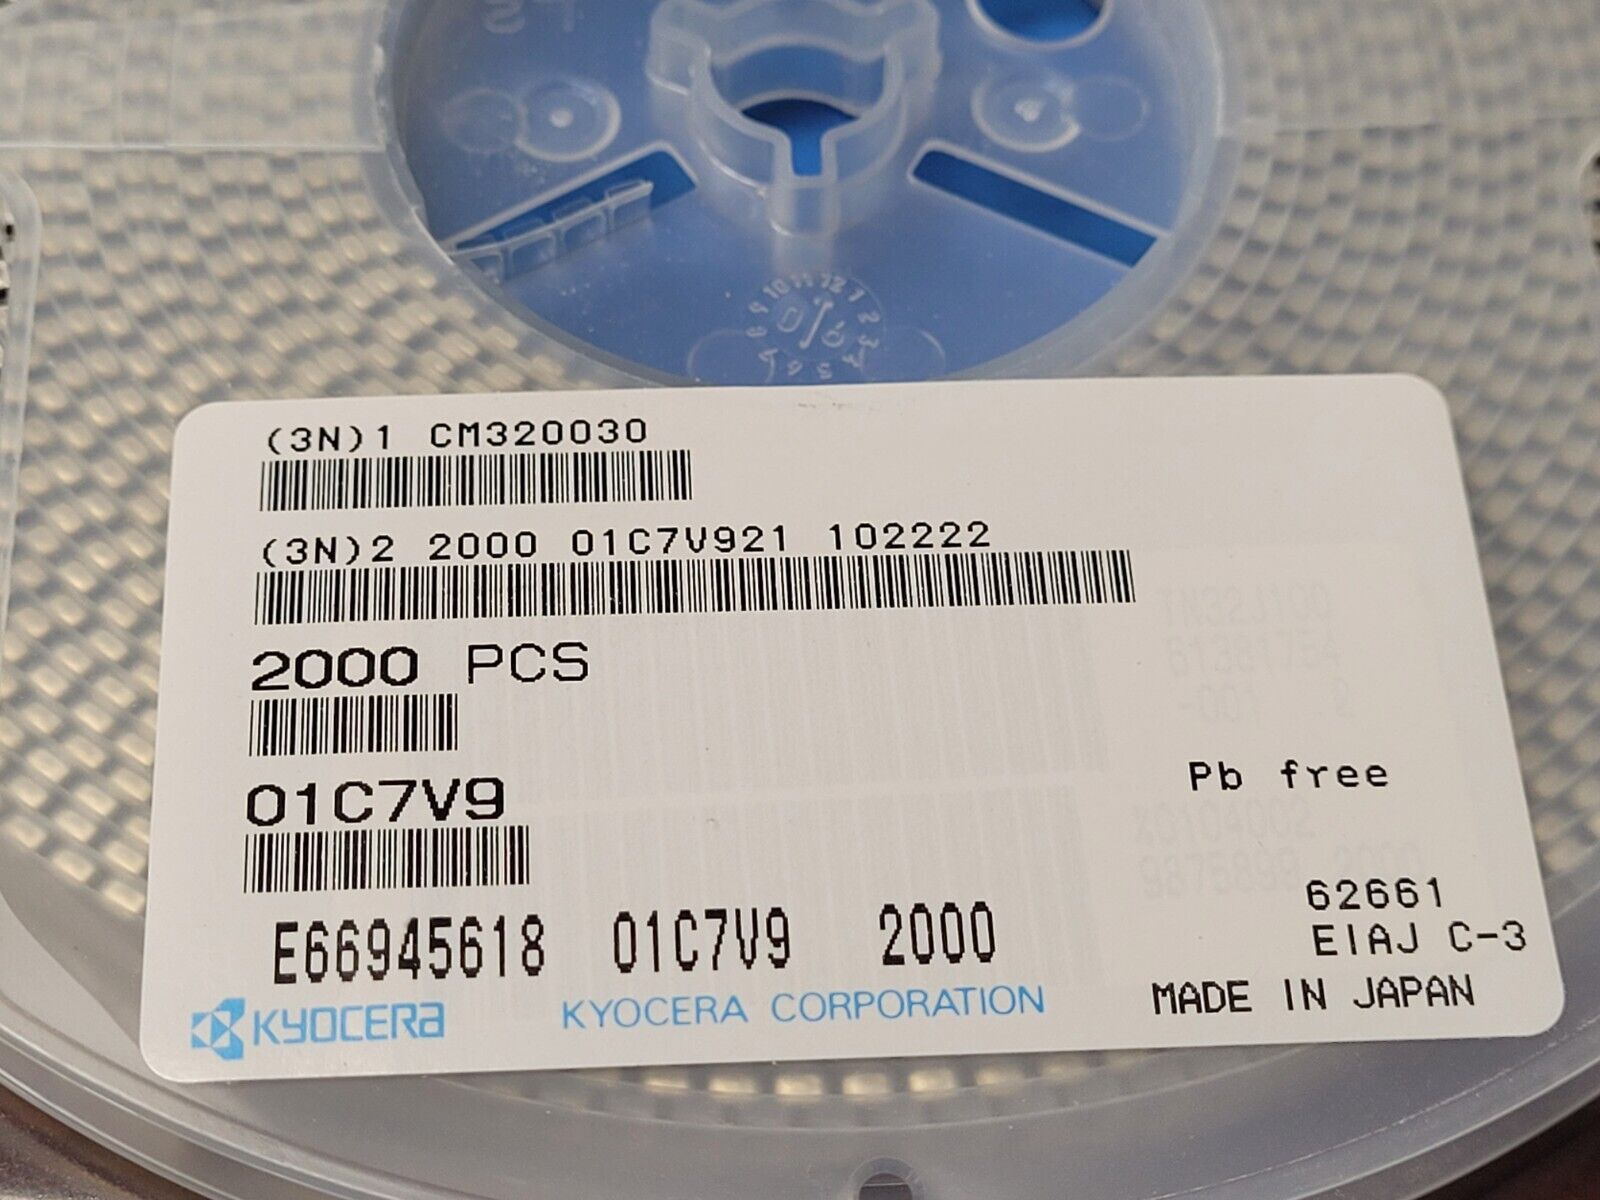 (3N)1 CM320030
(3N)2 2000 01C7V921 102222
2000 PCS
01C7V9
Pb free
62661
E66945618 01C7V9 2000
EIAJ C-3
KYOCERA KYOCERA CORPORATION MADE IN JAPAN